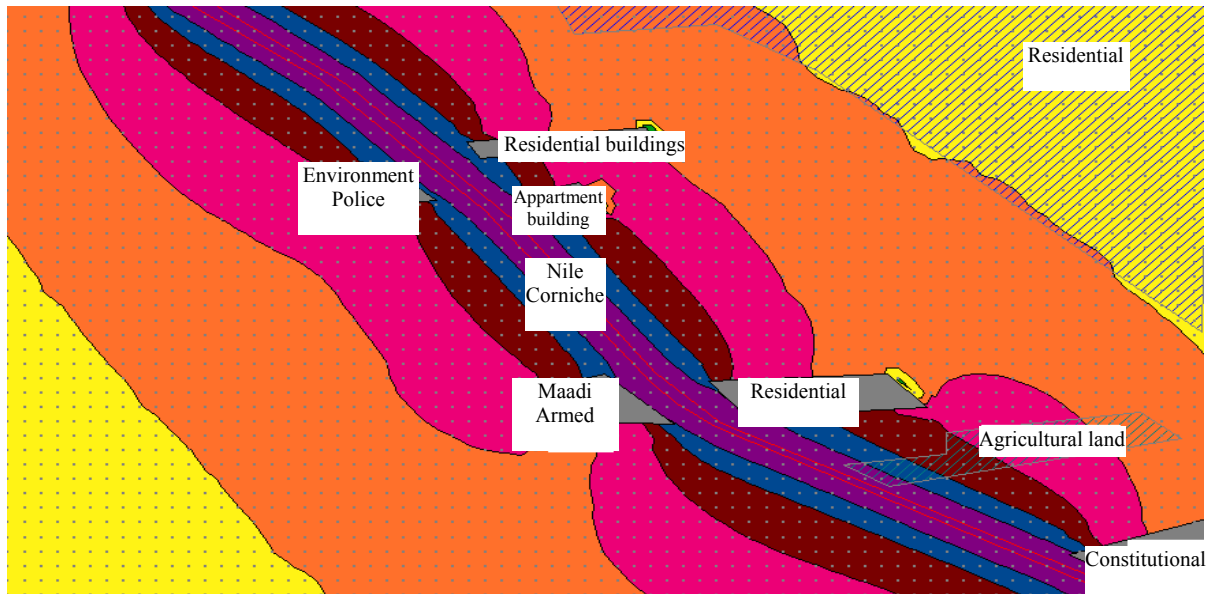 Residential
Residential buildings
Environment
Police
Appartment
building
Nile
Corniche
Maadi
Armed
Residential
Agricultural land
Constitutional